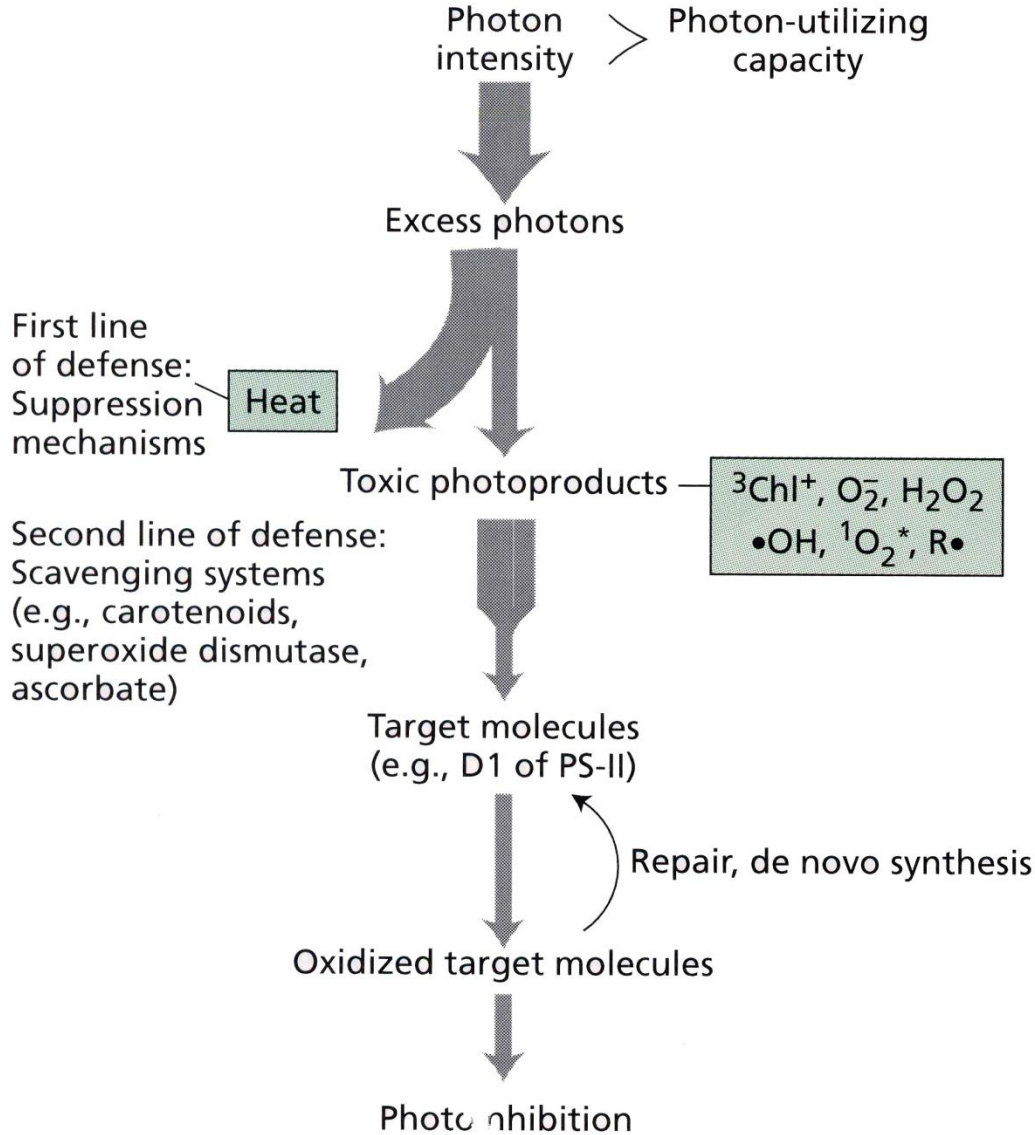 Photon intensity > Photon-utilizing capacity
Excess photons
First line
of defense:
Suppression
mechanisms
Heat
Toxic photoproducts
³Chl⁺, O₂⁻, H₂O₂
•OH, ¹O₂*, R•
Second line of defense:
Scavenging systems
(e.g., carotenoids,
superoxide dismutase,
ascorbate)
Target molecules
(e.g., D1 of PS-II)
Repair, de novo synthesis
Oxidized target molecules
Photoinhibition